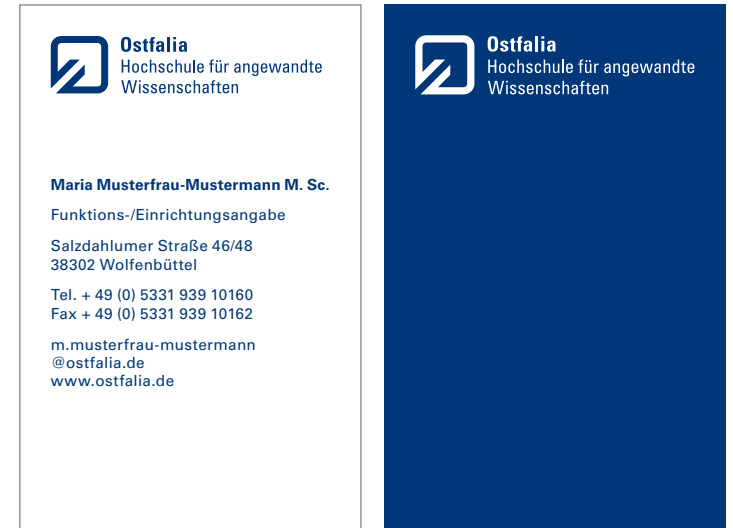 Ostfalia
Hochschule für angewandte
Wissenschaften
Maria Musterfrau-Mustermann M. Sc.
Funktions-/Einrichtungsangabe
Salzdahlumer Straße 46/48
38302 Wolfenbüttel
Tel. + 49 (0) 5331 939 10160
Fax + 49 (0) 5331 939 10162
m.musterfrau-mustermann
@ostfalia.de
www.ostfalia.de
Ostfalia
Hochschule für angewandte
Wissenschaften